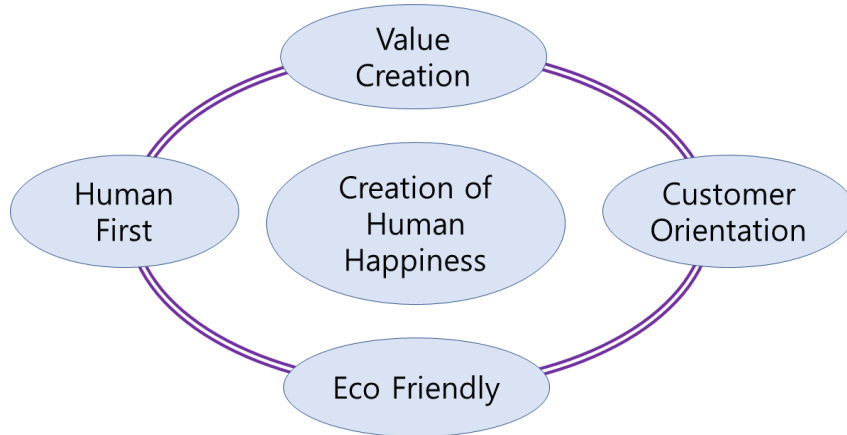 Value
Creation
Human
First
Creation of
Human
Happiness
Customer
Orientation
Eco Friendly